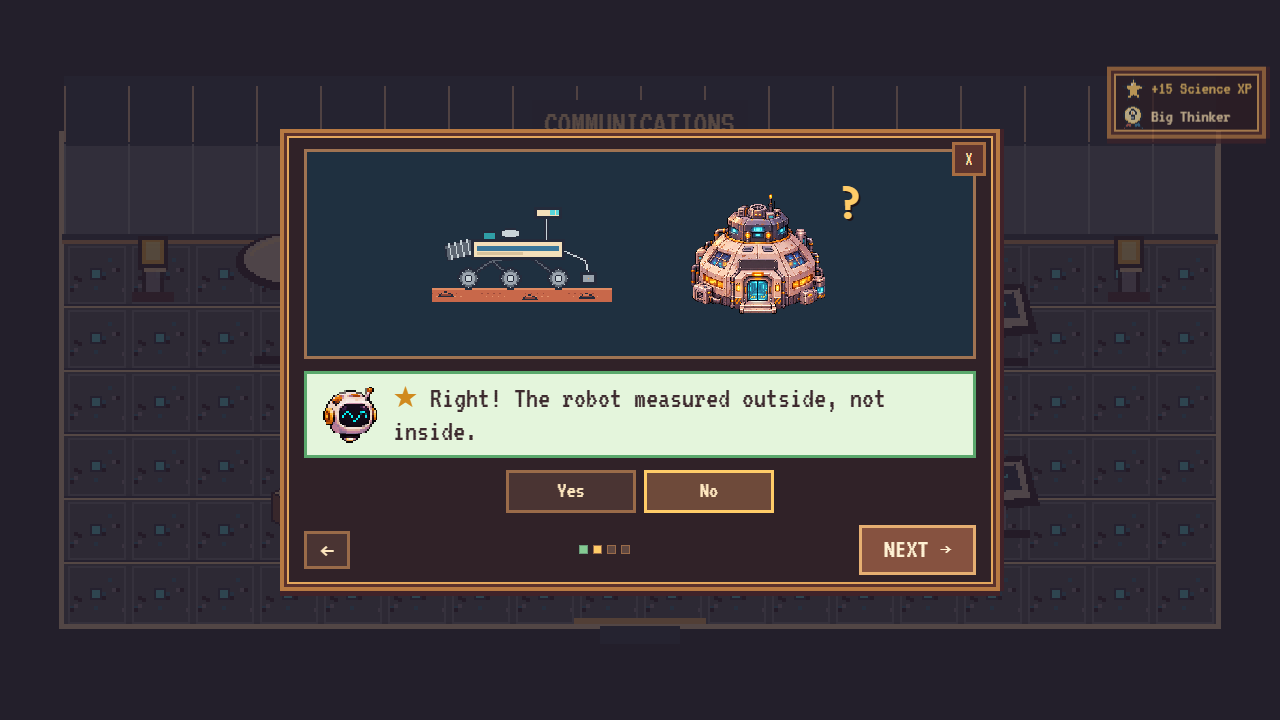 +15 Science XP
Big Thinker
COMMUNICATIONS
X
?
★ Right! The robot measured outside, not
inside.
Yes
No
←
NEXT →